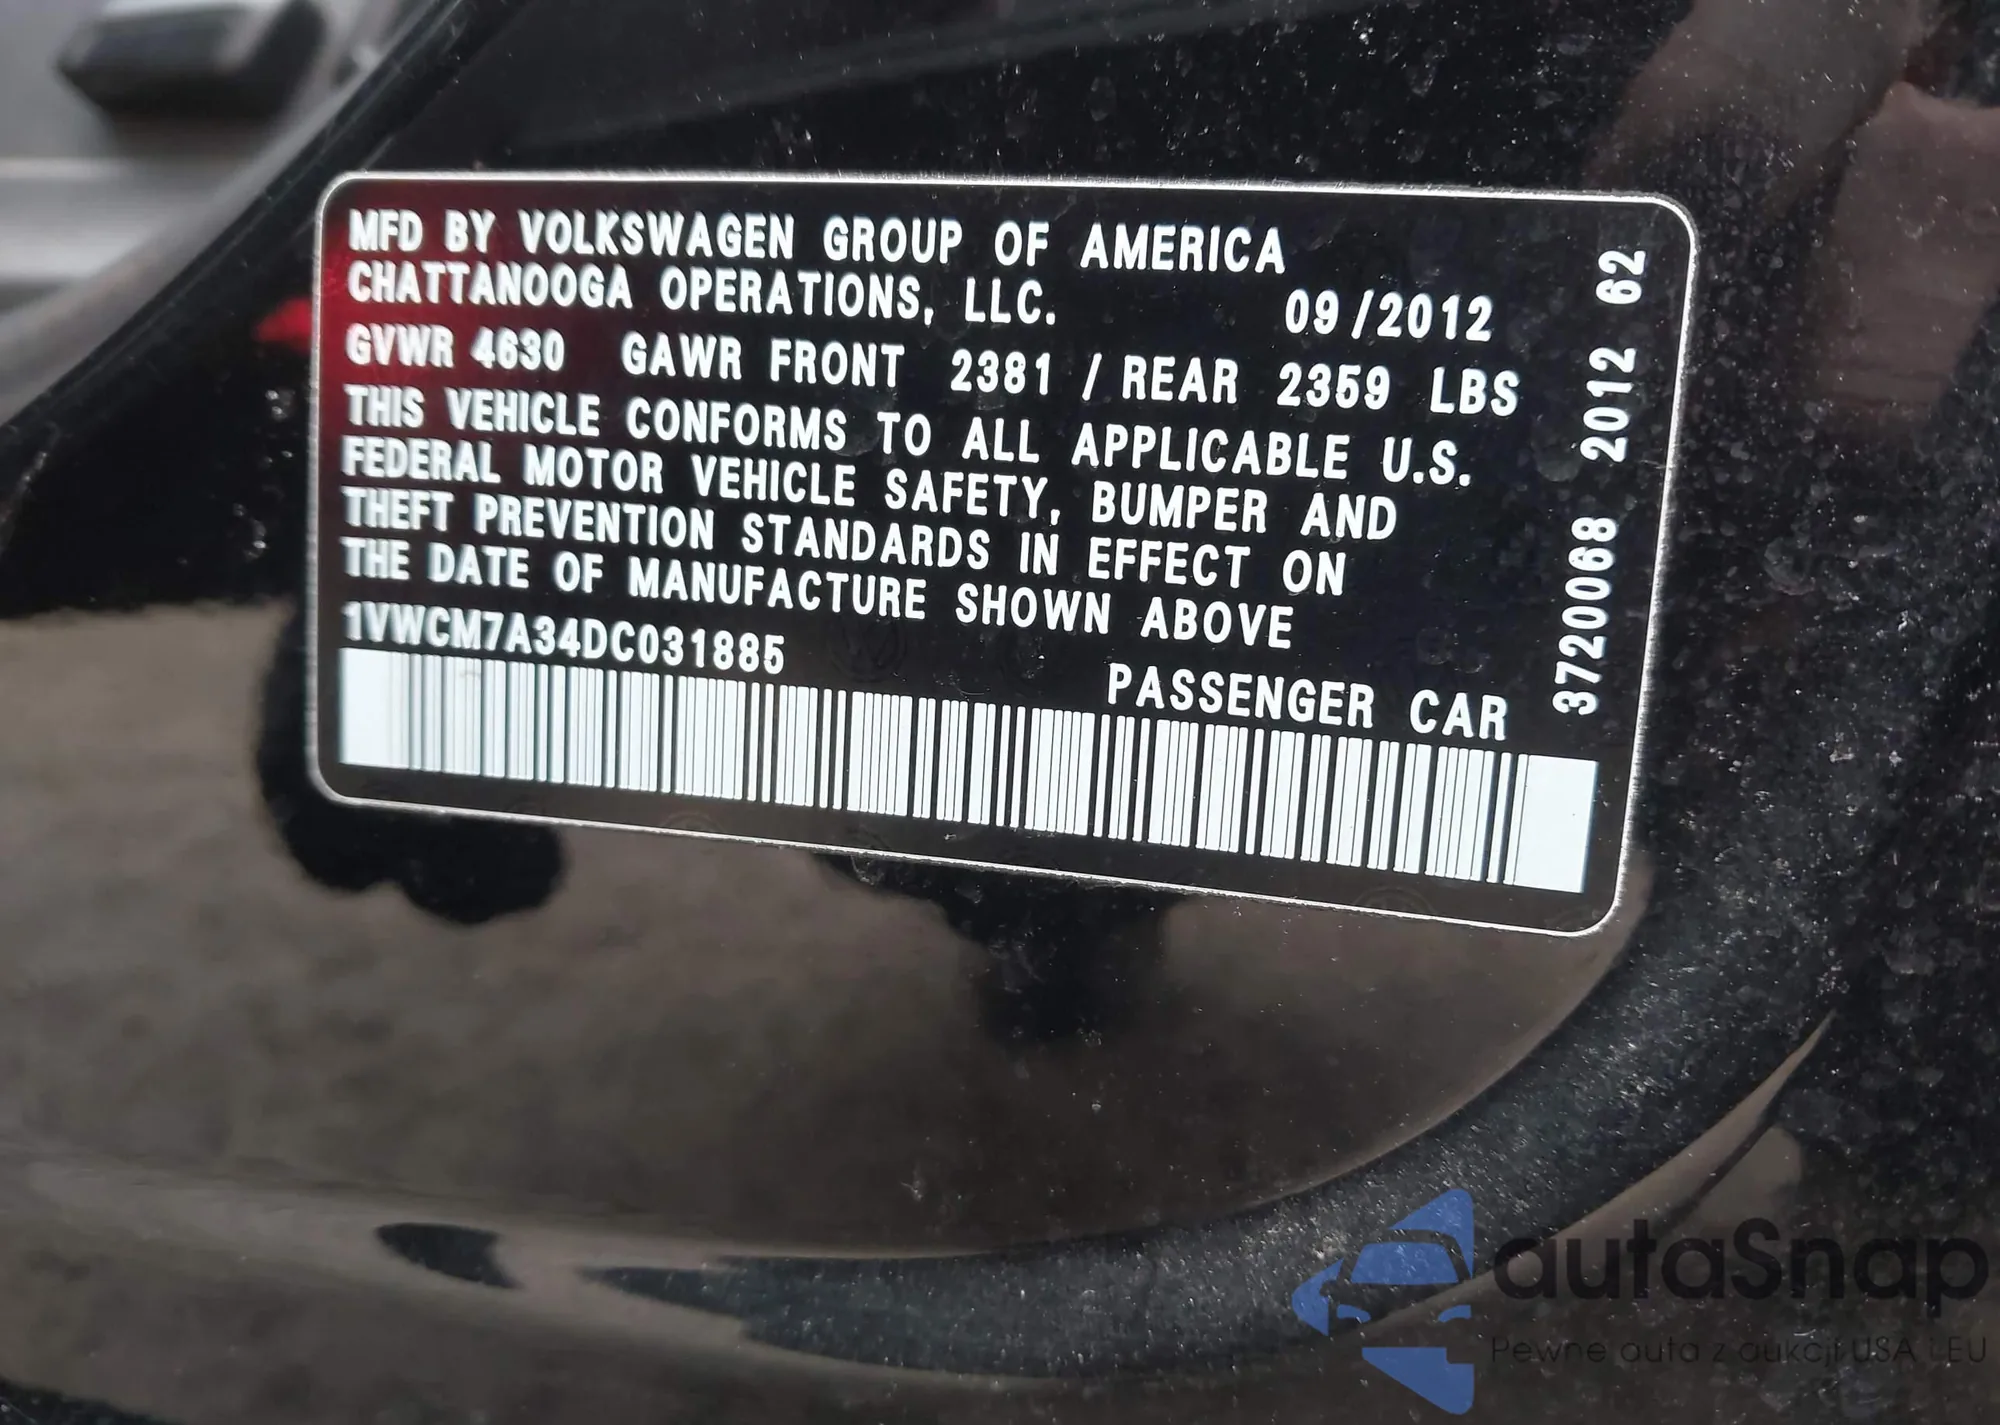 MFD BY VOLKSWAGEN GROUP OF AMERICA
CHATTANOOGA OPERATIONS, LLC. 09/2012
GVWR 4630 GAWR FRONT 2381 / REAR 2359 LBS
THIS VEHICLE CONFORMS TO ALL APPLICABLE U.S.
FEDERAL MOTOR VEHICLE SAFETY, BUMPER AND
THEFT PREVENTION STANDARDS IN EFFECT ON
THE DATE OF MANUFACTURE SHOWN ABOVE
1VWCM7A34DC031885
PASSENGER CAR
3720068 2012 62
autaSnap
Pewne auta z aukcji USA i EU